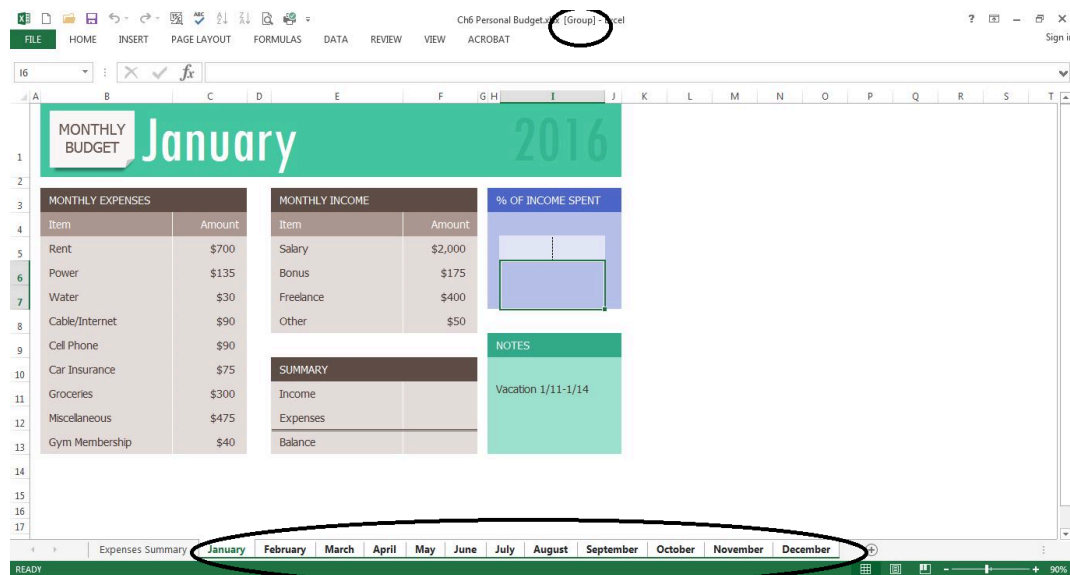 Ch6 Personal Budget.xlsx [Group] - Excel
?
FILE HOME INSERT PAGE LAYOUT FORMULAS DATA REVIEW VIEW ACROBAT
Sign i
I6 fx
A B C D E F G H I J K L M N O P Q R S T
1 MONTHLY BUDGET January 2016
2
3 MONTHLY EXPENSES MONTHLY INCOME % OF INCOME SPENT
4 Item Amount Item Amount
5 Rent $700 Salary $2,000
6 Power $135 Bonus $175
7 Water $30 Freelance $400
8 Cable/Internet $90 Other $50
9 Cell Phone $90 NOTES
10 Car Insurance $75 SUMMARY
11 Groceries $300 Income Vacation 1/11-1/14
12 Miscellaneous $475 Expenses
13 Gym Membership $40 Balance
14
15
16
17
Expenses Summary January February March April May June July August September October November December
READY 90%